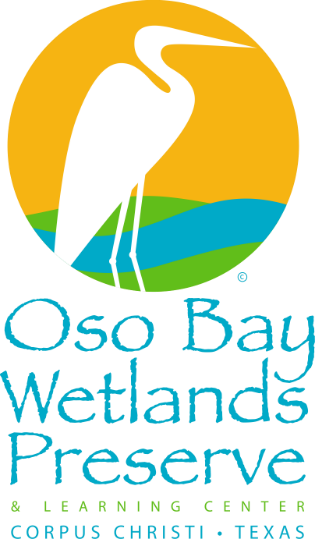 ©
Oso Bay
Wetlands
Preserve
& LEARNING CENTER
CORPUS CHRISTI • TEXAS